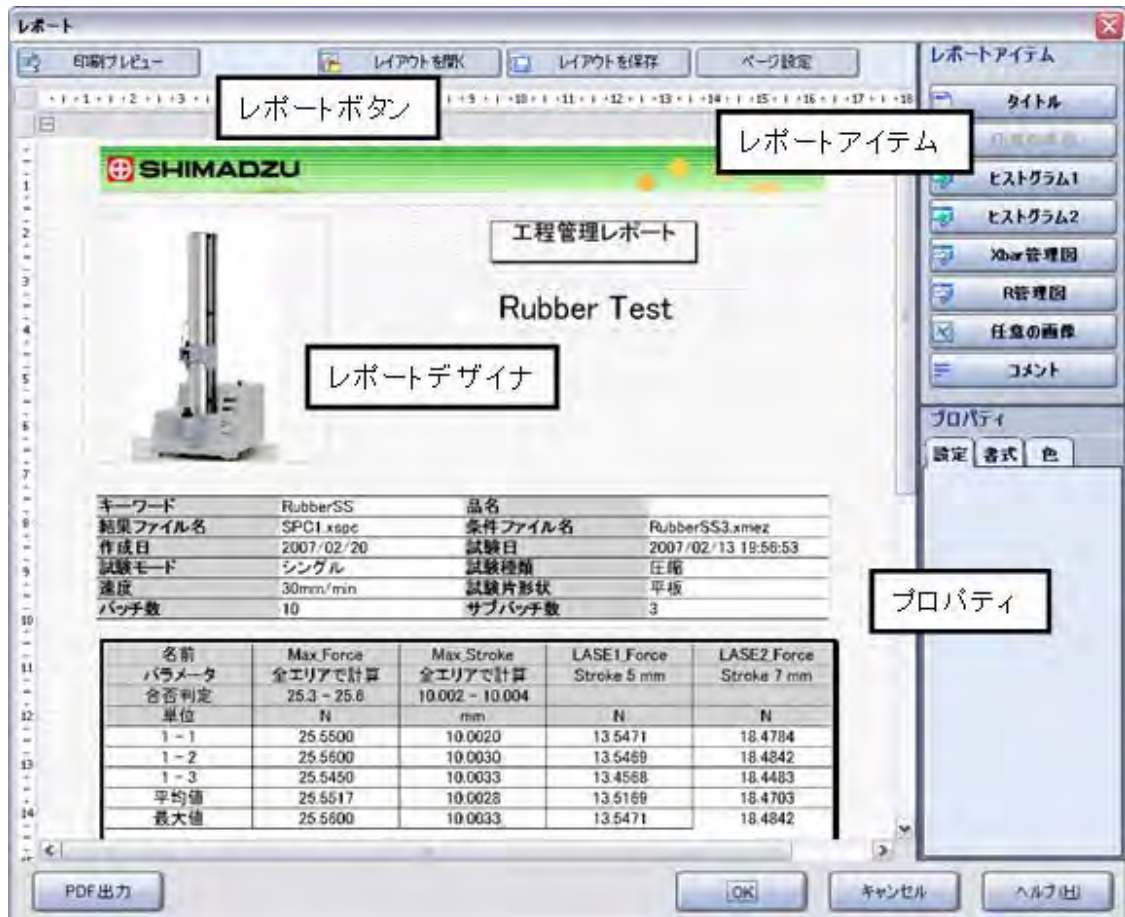 レポート
印刷プレビュー レイアウトを開く レイアウトを保存 ページ設定
レポートアイテム
レポートボタン
レポートアイテム
タイトル
ヒストグラム1
ヒストグラム2
Xbar管理図
R管理図
任意の画像
コメント
SHIMADZU
工程管理レポート
Rubber Test
レポートデザイナ
プロパティ
設定 書式 色
プロパティ
キーワード RubberSS 品名
結果ファイル名 SPC1.xspc 条件ファイル名 RubberSS3.xmez
作成日 2007/02/20 試験日 2007/02/13 19:56:53
試験モード シングル 試験種類 圧縮
速度 30mm/min 試験片形状 平板
バッチ数 10 サブバッチ数 3
名前 Max_Force Max_Stroke LASE1_Force LASE2_Force
パラメータ 全エリアで計算 全エリアで計算 Stroke 5 mm Stroke 7 mm
合否判定 25.3 - 25.6 10.002 - 10.004
単位 N mm N N
1 - 1 25.5500 10.0020 13.5471 18.4784
1 - 2 25.5600 10.0030 13.5469 18.4842
1 - 3 25.5450 10.0033 13.4568 18.4483
平均値 25.5517 10.0028 13.5169 18.4703
最大値 25.5600 10.0033 13.5471 18.4842
PDF出力 OK キャンセル ヘルプ(H)